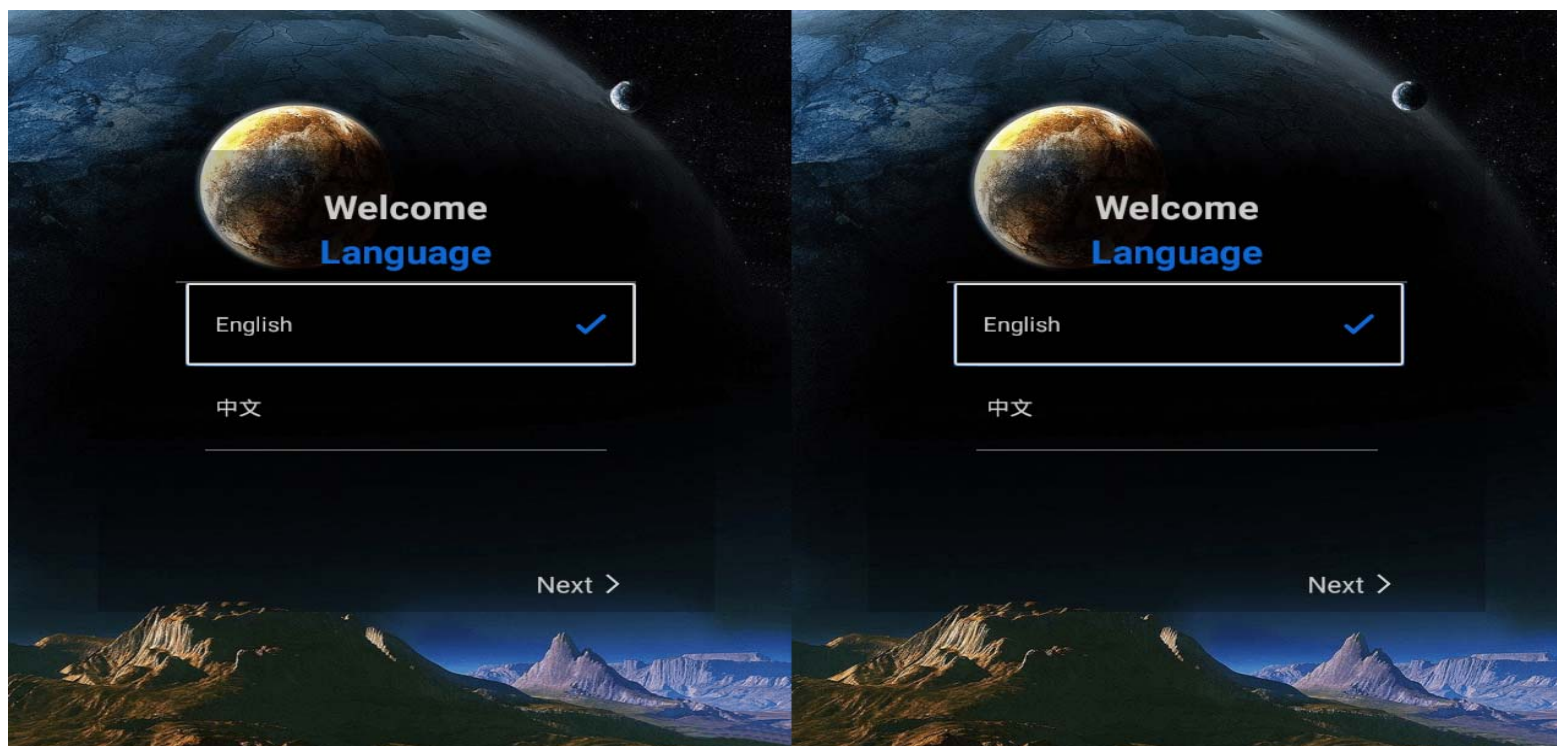 Welcome
Language
English
中文
Next >
Welcome
Language
English
中文
Next >